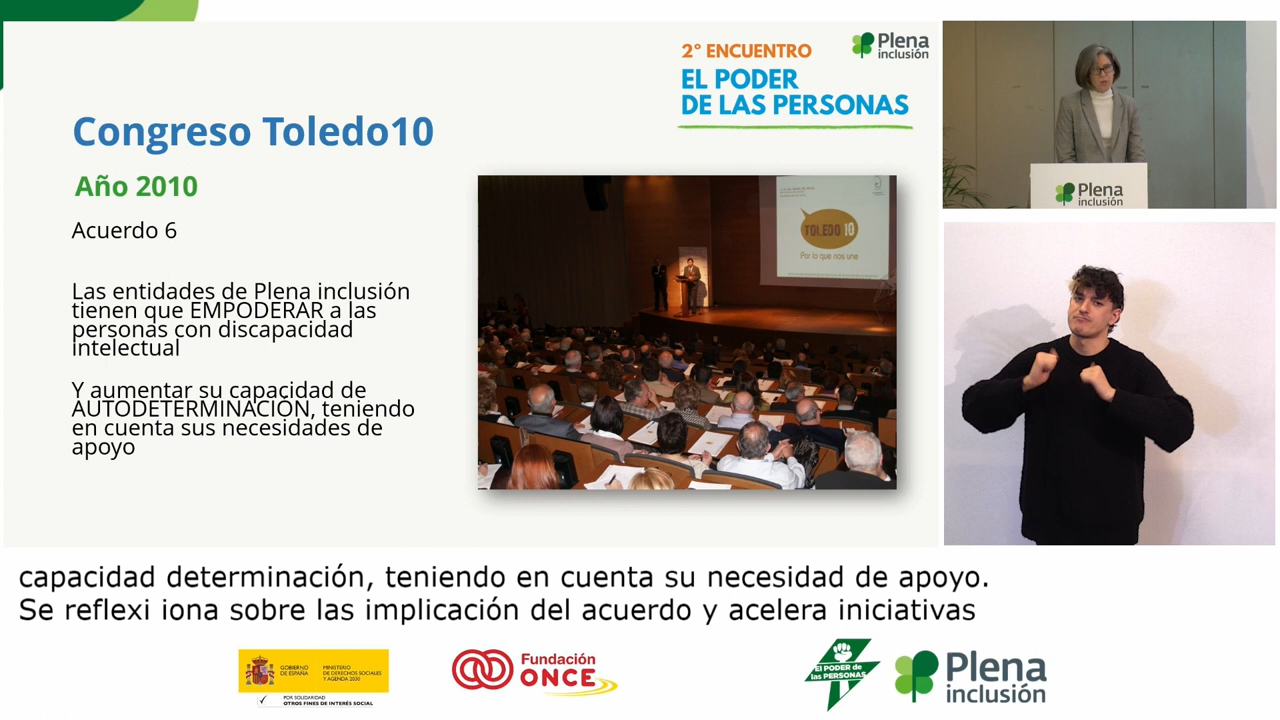 2º ENCUENTRO
EL PODER
DE LAS PERSONAS
Plena
inclusión
Congreso Toledo10
Año 2010
Acuerdo 6
Las entidades de Plena inclusión
tienen que EMPODERAR a las
personas con discapacidad
intelectual
Y aumentar su capacidad de
AUTODETERMINACIÓN, teniendo
en cuenta sus necesidades de
apoyo
TOLEDO 10
Por lo que nos une
Plena
inclusión
capacidad determinación, teniendo en cuenta su necesidad de apoyo.
Se reflexi iona sobre las implicación del acuerdo y acelera iniciativas
GOBIERNO
DE ESPAÑA
MINISTERIO
DE DERECHOS SOCIALES
Y AGENDA 2030
POR SOLIDARIDAD
OTROS FINES DE INTERÉS SOCIAL
Fundación
ONCE
EL PODER de
las PERSONAS
Plena
inclusión